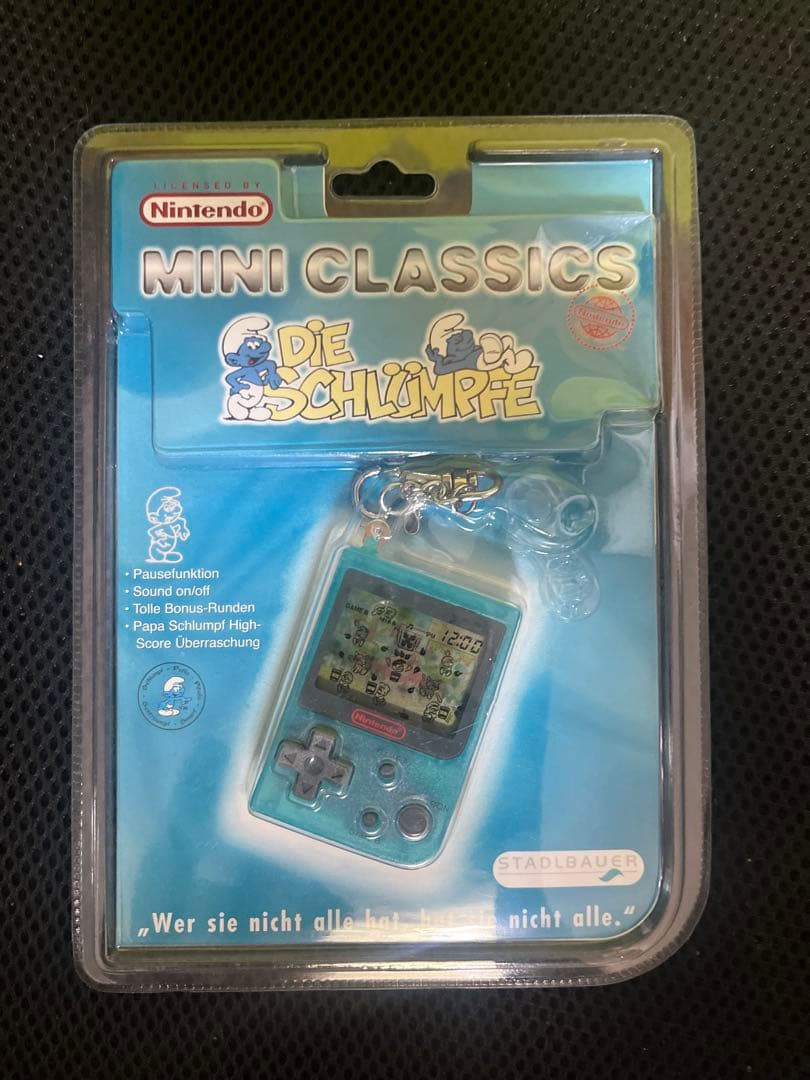 LICENSED BY
Nintendo
MINI CLASSICS
Nintendo
DIE
SCHLÜMPFE
• Pausefunktion
• Sound on/off
• Tolle Bonus-Runden
• Papa Schlumpf High-
Score Überraschung
GAME B
12:00
Nintendo
STADLBAUER
„Wer sie nicht alle hat, hat sie nicht alle.“